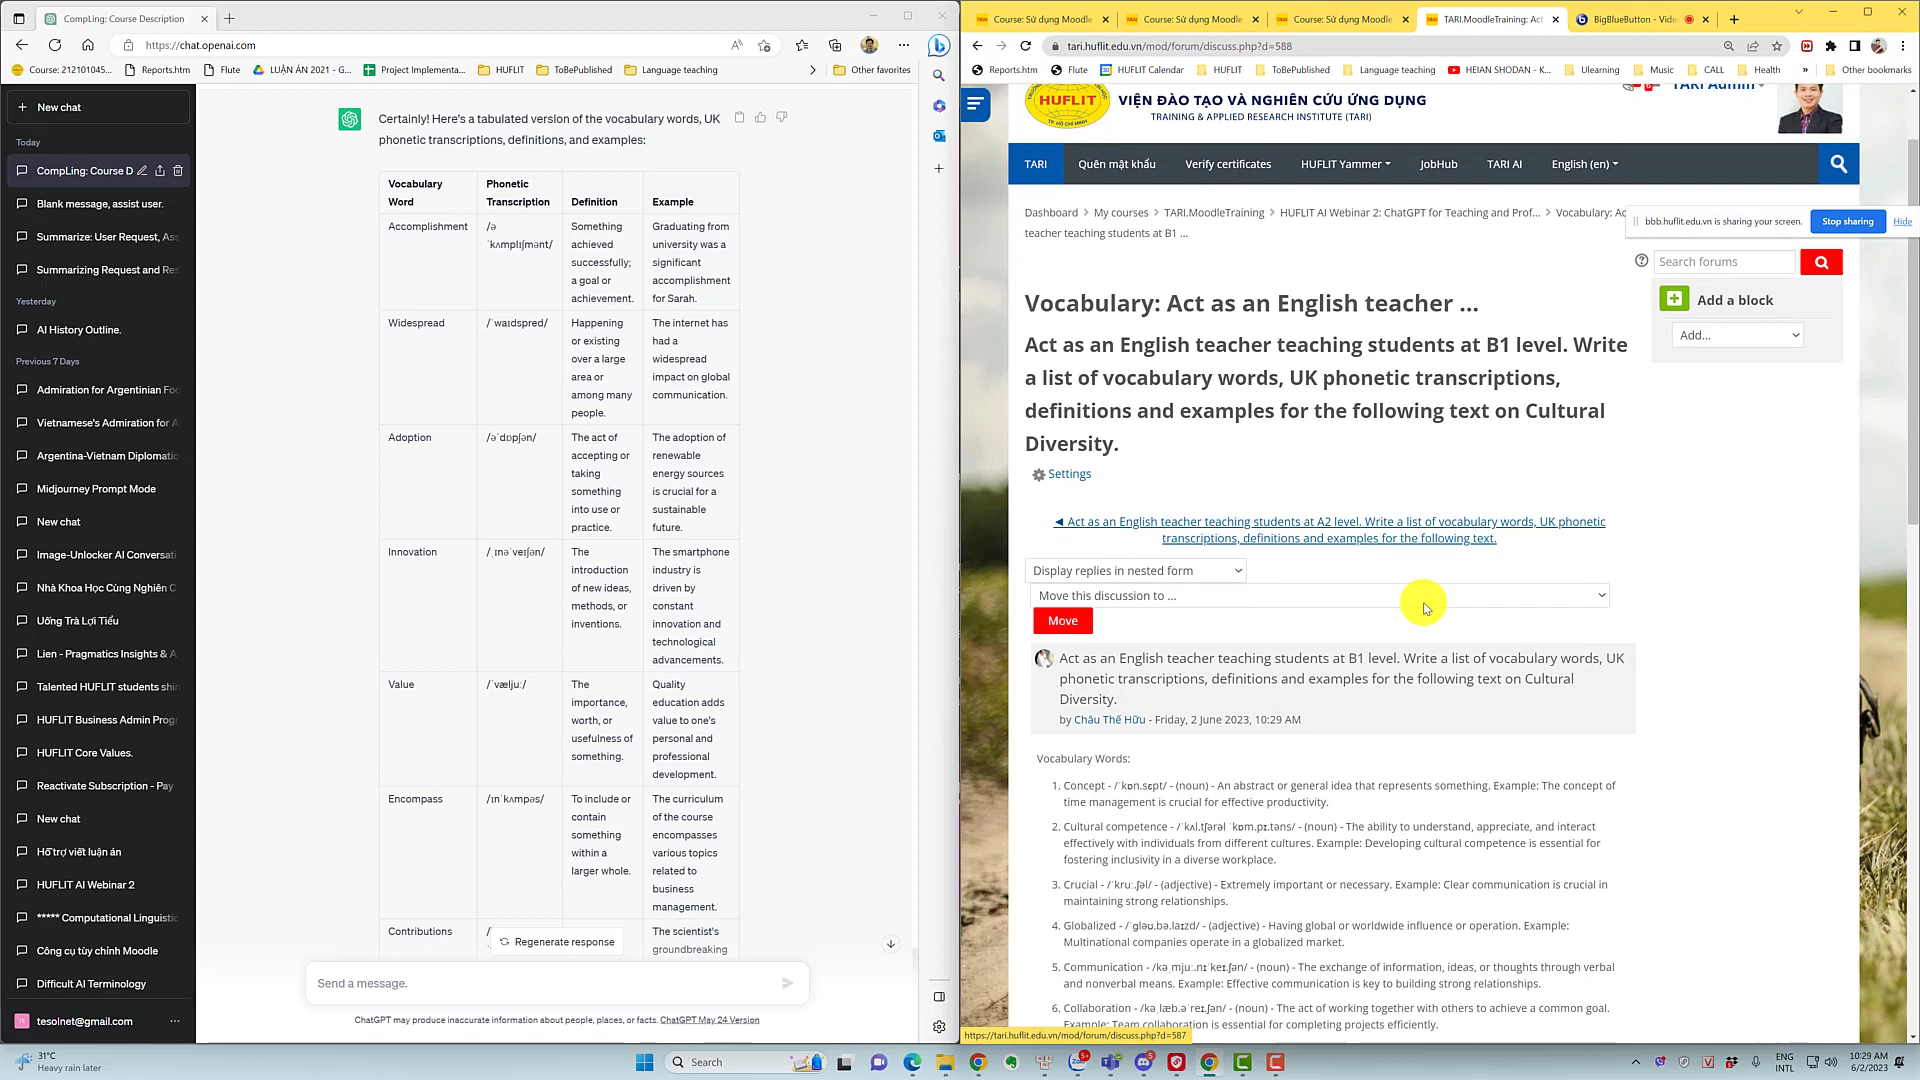 CompLing: Course Description
https://chat.openai.com
Course: 212101045...
Reports.htm
Flute
LUẬN ÁN 2021 - G...
Project Implementa...
HUFLIT
ToBePublished
Language teaching
Other favorites
New chat
Today
CompLing: Course D
Blank message, assist user.
Summarize: User Request, Ass
Summarizing Request and Res
Yesterday
AI History Outline.
Previous 7 Days
Admiration for Argentinian Foo
Vietnamese's Admiration for A
Argentina-Vietnam Diplomatic
Midjourney Prompt Mode
New chat
Image-Unlocker AI Conversati
Nhà Khoa Học Cùng Nghiên C
Uống Trà Lợi Tiểu
Lien - Pragmatics Insights & A
Talented HUFLIT students shin
HUFLIT Business Admin Progr
HUFLIT Core Values.
Reactivate Subscription - Pay
New chat
Hỗ trợ viết luận án
HUFLIT AI Webinar 2
***** Computational Linguistic
Công cụ tùy chỉnh Moodle
Difficult AI Terminology
tesolnet@gmail.com
Certainly! Here's a tabulated version of the vocabulary words, UK
phonetic transcriptions, definitions, and examples:
Vocabulary Word | Phonetic Transcription | Definition | Example
Accomplishment | /əˈkʌmplɪʃmənt/ | Something achieved successfully; a goal or achievement. | Graduating from university was a significant accomplishment for Sarah.
Widespread | /ˈwaɪdspred/ | Happening or existing over a large area or among many people. | The internet has had a widespread impact on global communication.
Adoption | /əˈdɒpʃən/ | The act of accepting or taking something into use or practice. | The adoption of renewable energy sources is crucial for a sustainable future.
Innovation | /ˌɪnəˈveɪʃən/ | The introduction of new ideas, methods, or inventions. | The smartphone industry is driven by constant innovation and technological advancements.
Value | /ˈvæljuː/ | The importance, worth, or usefulness of something. | Quality education adds value to one's personal and professional development.
Encompass | /ɪnˈkʌmpəs/ | To include or contain something within a larger whole. | The curriculum of the course encompasses various topics related to business management.
Contributions | The scientist's groundbreaking
Regenerate response
Send a message.
ChatGPT may produce inaccurate information about people, places, or facts. ChatGPT May 24 Version
Course: Sử dụng Moodle
Course: Sử dụng Moodle
Course: Sử dụng Moodle
TARI.MoodleTraining: Act
BigBlueButton - Vide
tari.huflit.edu.vn/mod/forum/discuss.php?d=588
Reports.htm
Flute
HUFLIT Calendar
HUFLIT
ToBePublished
Language teaching
HEIAN SHODAN - K...
Ulearning
Music
CALL
Health
Other bookmarks
HUFLIT
VIỆN ĐÀO TẠO VÀ NGHIÊN CỨU ỨNG DỤNG
TRAINING & APPLIED RESEARCH INSTITUTE (TARI)
TP. HỒ CHÍ MINH
TARI Admin
TARI
Quên mật khẩu
Verify certificates
HUFLIT Yammer
JobHub
TARI AI
English (en)
Dashboard
My courses
TARI.MoodleTraining
HUFLIT AI Webinar 2: ChatGPT for Teaching and Prof...
Vocabulary: Ac
teacher teaching students at B1 ...
bbb.huflit.edu.vn is sharing your screen.
Stop sharing
Hide
Search forums
Add a block
Add...
Vocabulary: Act as an English teacher ...
Act as an English teacher teaching students at B1 level. Write
a list of vocabulary words, UK phonetic transcriptions,
definitions and examples for the following text on Cultural
Diversity.
Settings
◄ Act as an English teacher teaching students at A2 level. Write a list of vocabulary words, UK phonetic
transcriptions, definitions and examples for the following text.
Display replies in nested form
Move this discussion to ...
Move
Act as an English teacher teaching students at B1 level. Write a list of vocabulary words, UK
phonetic transcriptions, definitions and examples for the following text on Cultural
Diversity.
by Châu Thế Hữu - Friday, 2 June 2023, 10:29 AM
Vocabulary Words:
1. Concept - /ˈkɒn.sɛpt/ - (noun) - An abstract or general idea that represents something. Example: The concept of
time management is crucial for effective productivity.
2. Cultural competence - /ˈkʌl.tʃərəl ˈkɒm.pɪ.təns/ - (noun) - The ability to understand, appreciate, and interact
effectively with individuals from different cultures. Example: Developing cultural competence is essential for
fostering inclusivity in a diverse workplace.
3. Crucial - /ˈkruː.ʃəl/ - (adjective) - Extremely important or necessary. Example: Clear communication is crucial in
maintaining strong relationships.
4. Globalized - /ˈɡləʊ.bə.laɪzd/ - (adjective) - Having global or worldwide influence or operation. Example:
Multinational companies operate in a globalized market.
5. Communication - /kəˌmjuː.nɪˈkeɪ.ʃən/ - (noun) - The exchange of information, ideas, or thoughts through verbal
and nonverbal means. Example: Effective communication is key to building strong relationships.
6. Collaboration - /kəˌlæb.əˈreɪ.ʃən/ - (noun) - The act of working together with others to achieve a common goal.
Example: Team collaboration is essential for completing projects efficiently.
https://tari.huflit.edu.vn/mod/forum/discuss.php?d=587
31°C
Heavy rain later
Search
ENG
INTL
10:29 AM
6/2/2023